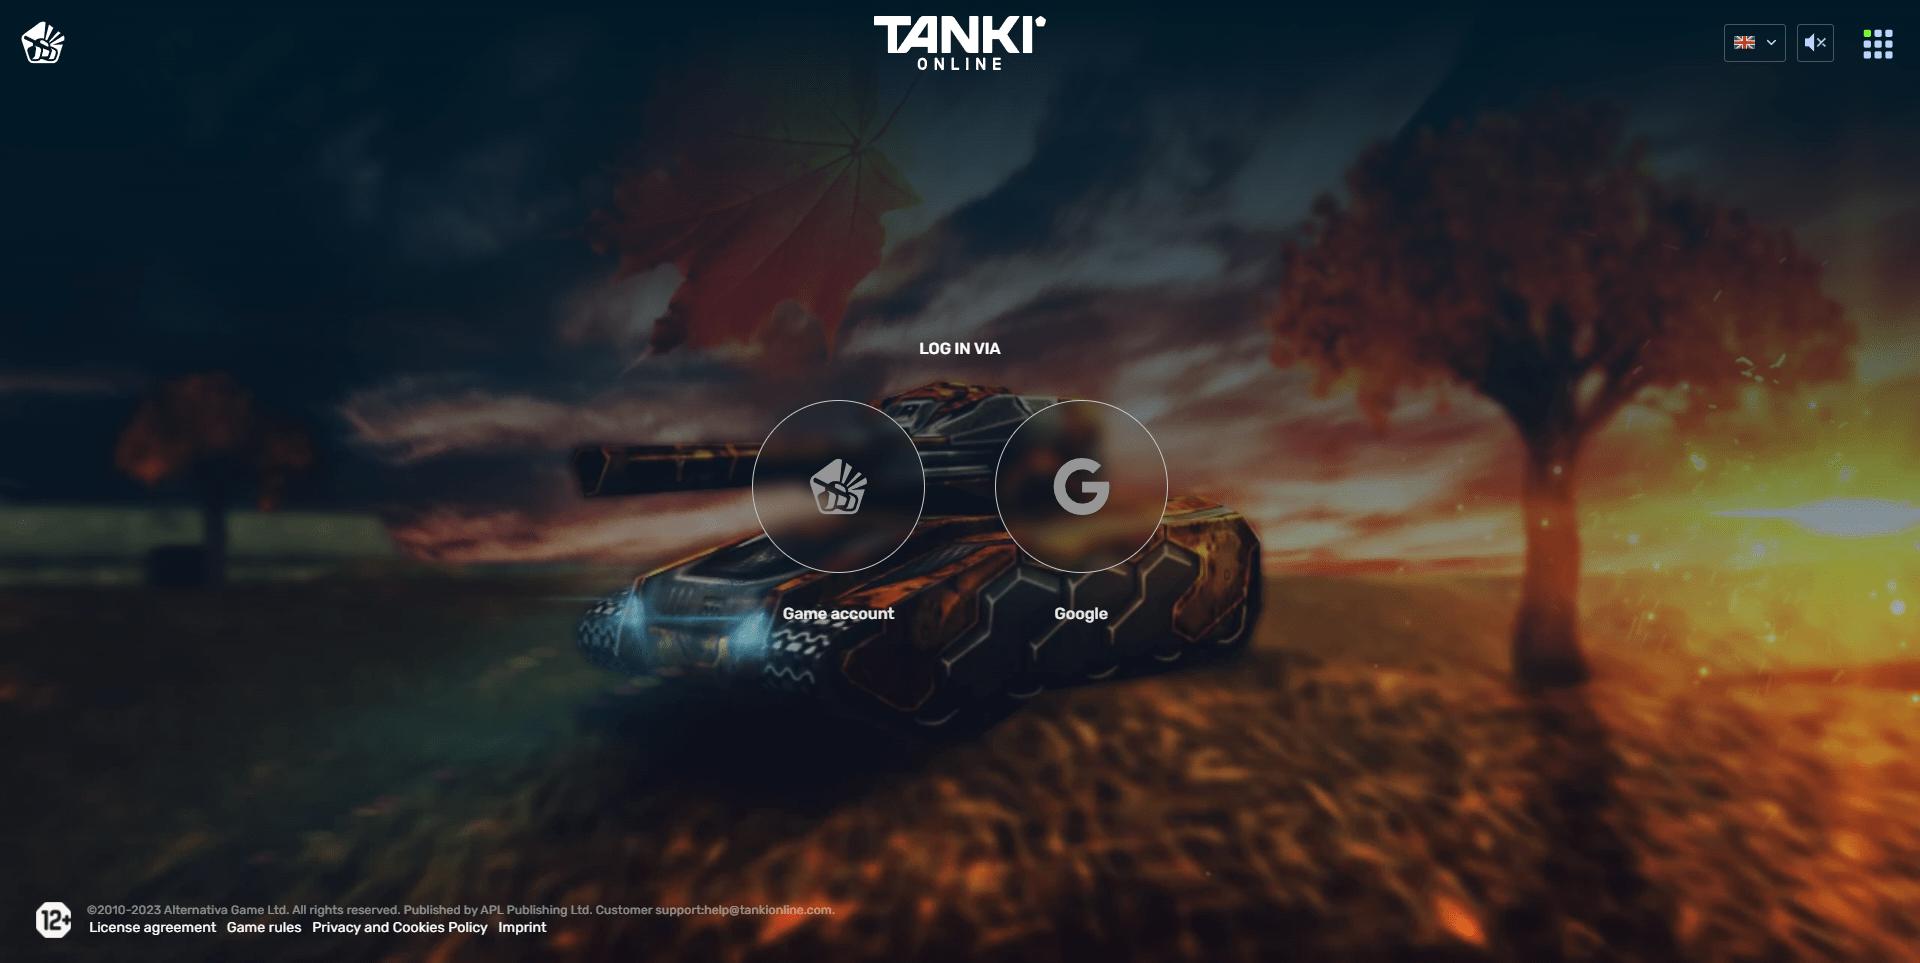 TANKI
ONLINE
LOG IN VIA
Game account
Google
12+
©2010-2023 Alternativa Game Ltd. All rights reserved. Published by APL Publishing Ltd. Customer support:help@tankionline.com.
License agreement Game rules Privacy and Cookies Policy Imprint